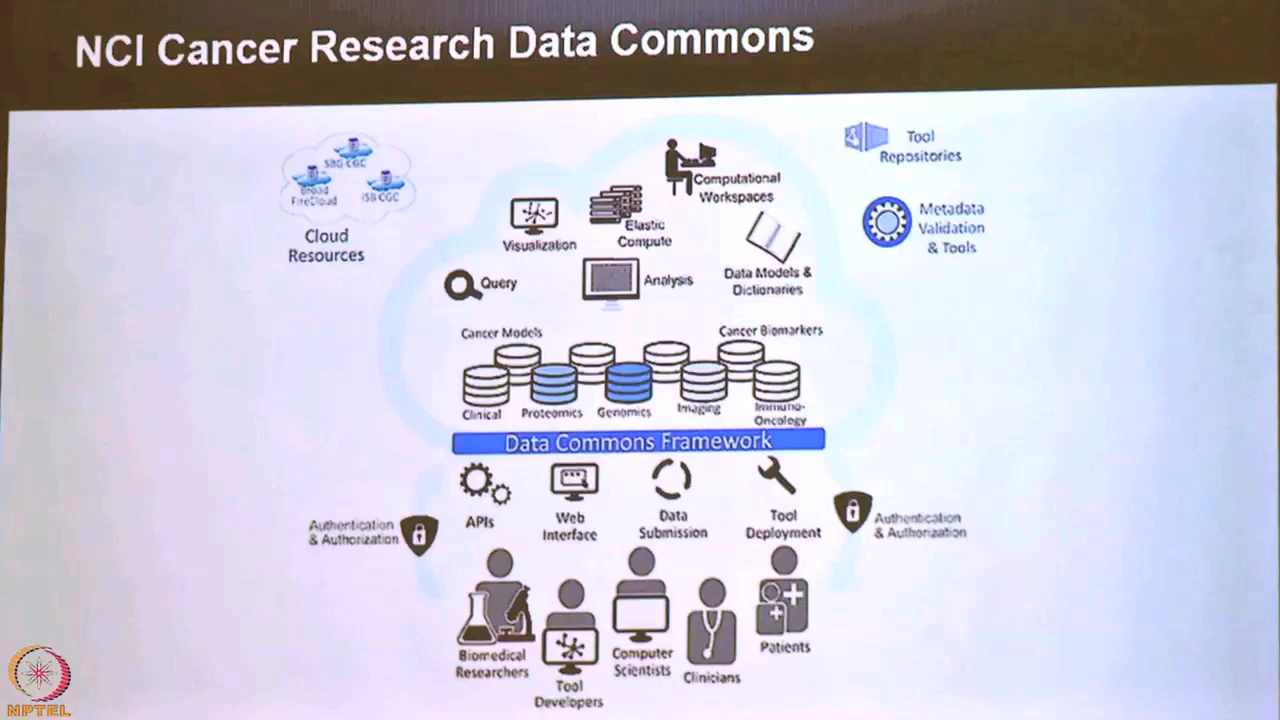 NCI Cancer Research Data Commons
SBG CGC
Broad
FireCloud
ISB CGC
Cloud
Resources
Computational
Workspaces
Tool
Repositories
Visualization
Elastic
Compute
Metadata
Validation
& Tools
Query
Analysis
Data Models &
Dictionaries
Cancer Models
Cancer Biomarkers
Clinical
Proteomics
Genomics
Imaging
Immuno-
Oncology
Data Commons Framework
APIs
Web
Interface
Data
Submission
Tool
Deployment
Authentication
& Authorization
Authentication
& Authorization
Biomedical
Researchers
Tool
Developers
Computer
Scientists
Clinicians
Patients
NPTEL